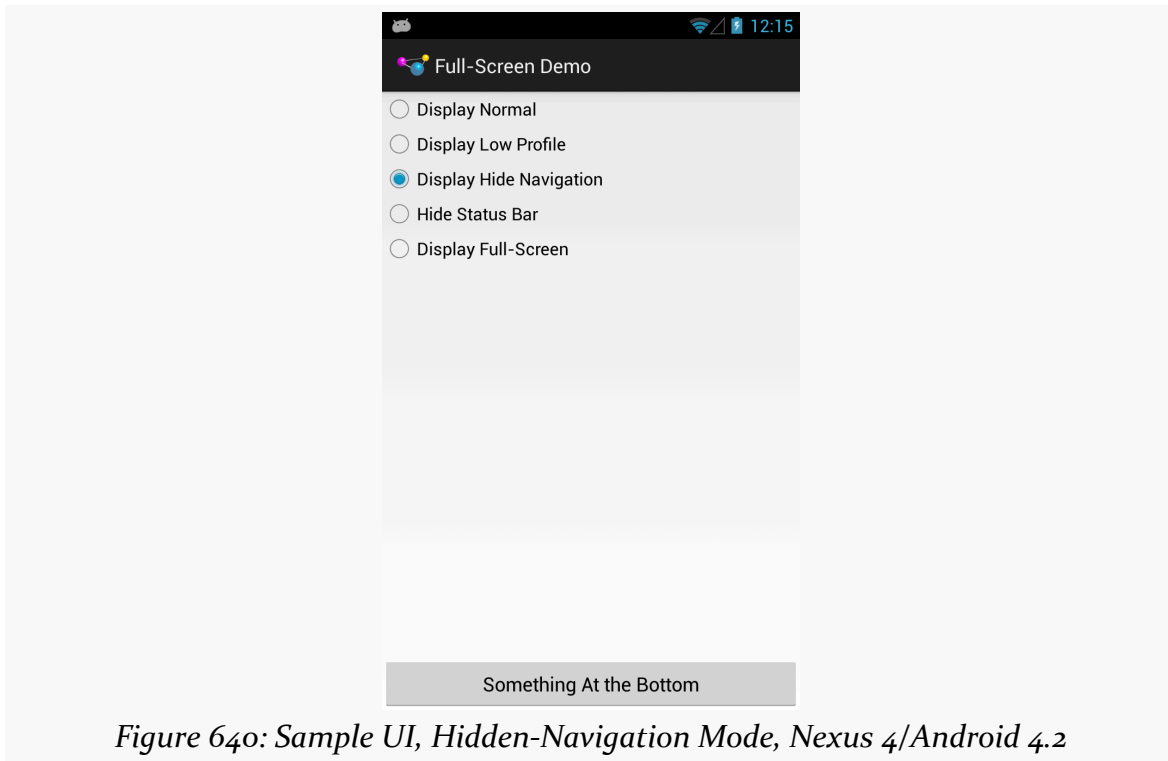 12:15
Full-Screen Demo
Display Normal
Display Low Profile
Display Hide Navigation
Hide Status Bar
Display Full-Screen
Something At the Bottom
Figure 640: Sample UI, Hidden-Navigation Mode, Nexus 4/Android 4.2